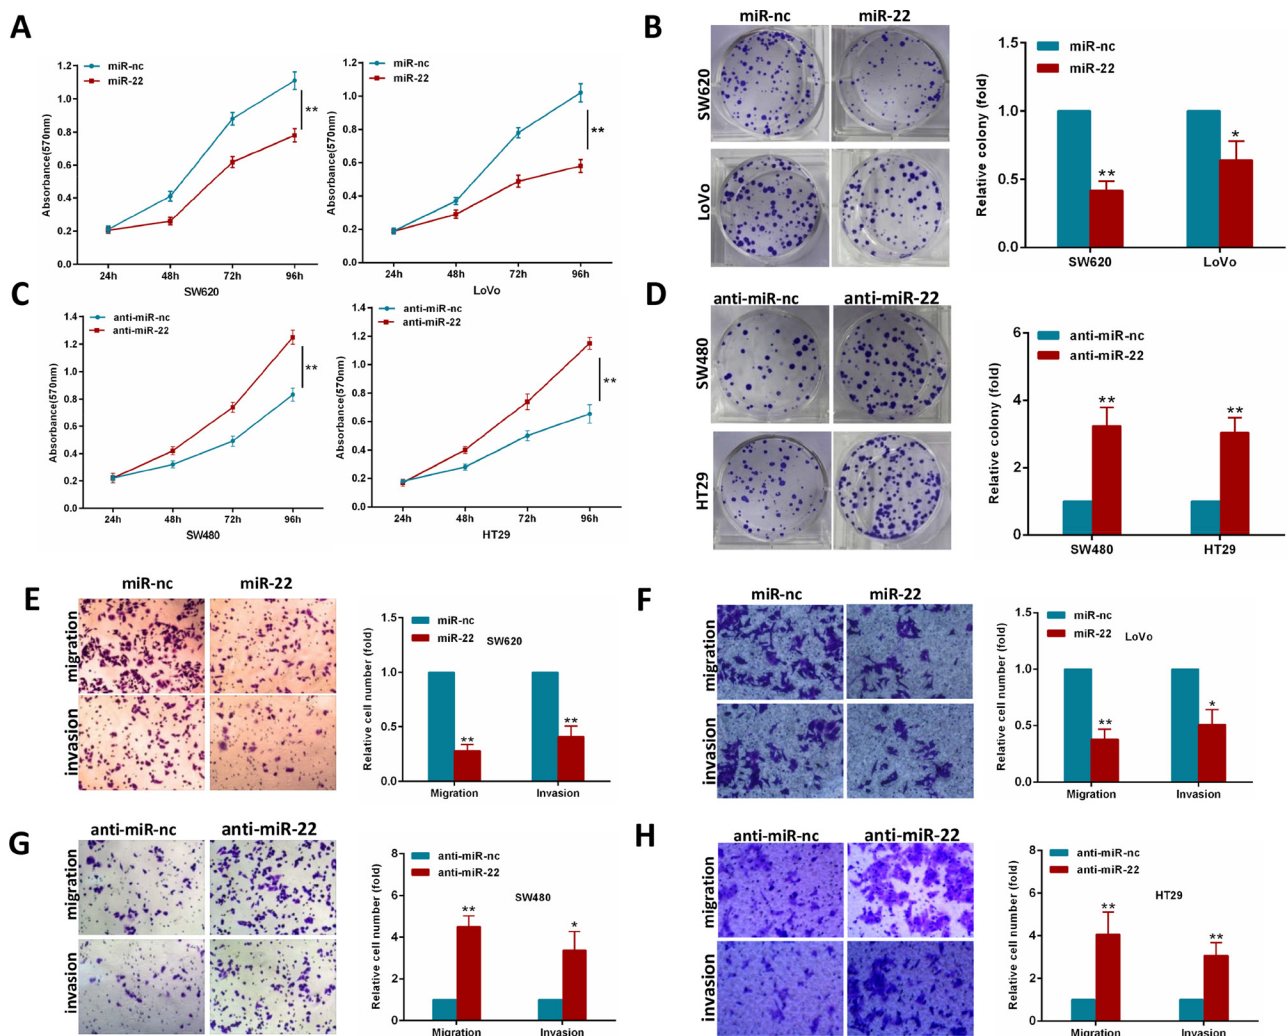 A
miR-nc
miR-22
Absorbance(570nm)
1.2
1.0
0.8
0.6
0.4
0.2
0.0
**
24h 48h 72h 96h
SW620
miR-nc
miR-22
Absorbance(570nm)
1.2
1.0
0.8
0.6
0.4
0.2
0.0
**
24h 48h 72h 96h
LoVo
B
miR-nc miR-22
SW620
LoVo
miR-nc
miR-22
Relative colony (fold)
1.5
1.0
0.5
0.0
**
*
SW620 LoVo
C
anti-miR-nc
anti-miR-22
Absorbance(570nm)
1.4
1.2
1.0
0.8
0.6
0.4
0.2
0.0
**
24h 48h 72h 96h
SW480
anti-miR-nc
anti-miR-22
Absorbance(570nm)
1.4
1.2
1.0
0.8
0.6
0.4
0.2
0.0
**
24h 48h 72h 96h
HT29
D
anti-miR-nc anti-miR-22
SW480
HT29
anti-miR-nc
anti-miR-22
Relative colony (fold)
6
4
2
0
**
**
SW480 HT29
E
miR-nc miR-22
migration
invasion
miR-nc
miR-22
SW620
Relative cell number (fold)
1.5
1.0
0.5
0.0
**
**
Migration Invasion
F
miR-nc miR-22
migration
invasion
miR-nc
miR-22
LoVo
Relative cell number (fold)
1.5
1.0
0.5
0.0
**
*
Migration Invasion
G
anti-miR-nc anti-miR-22
migration
invasion
anti-miR-nc
anti-miR-22
SW480
Relative cell number (fold)
8
6
4
2
0
**
*
Migration Invasion
H
anti-miR-nc anti-miR-22
migration
invasion
anti-miR-nc
anti-miR-22
HT29
Relative cell number (fold)
8
6
4
2
0
**
**
Migration Invasion